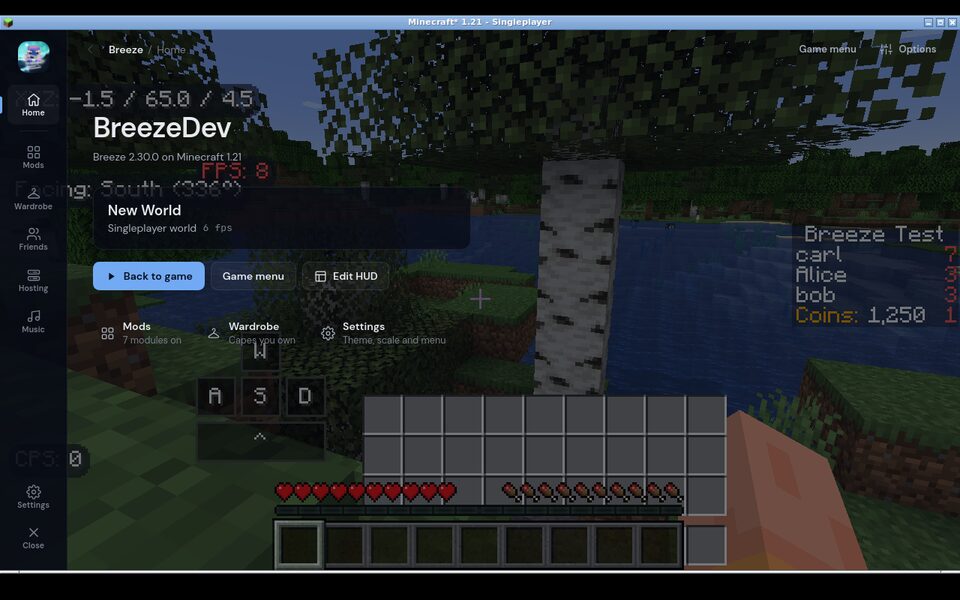 Minecraft* 1.21 - Singleplayer
Breeze / Home
Game menu
Options
Home
Mods
Wardrobe
Friends
Hosting
Music
Settings
Close
-1.5 / 65.0 / 4.5
BreezeDev
Breeze 2.30.0 on Minecraft 1.21
FPS: 8
Facing: South (336°)
New World
Singleplayer world 6 fps
Back to game
Game menu
Edit HUD
Mods
7 modules on
Wardrobe
Capes you own
Settings
Theme, scale and menu
W
A S D
CPS: 0
Breeze Test
carl 7
Alice
bob 3
Coins: 1,250 1